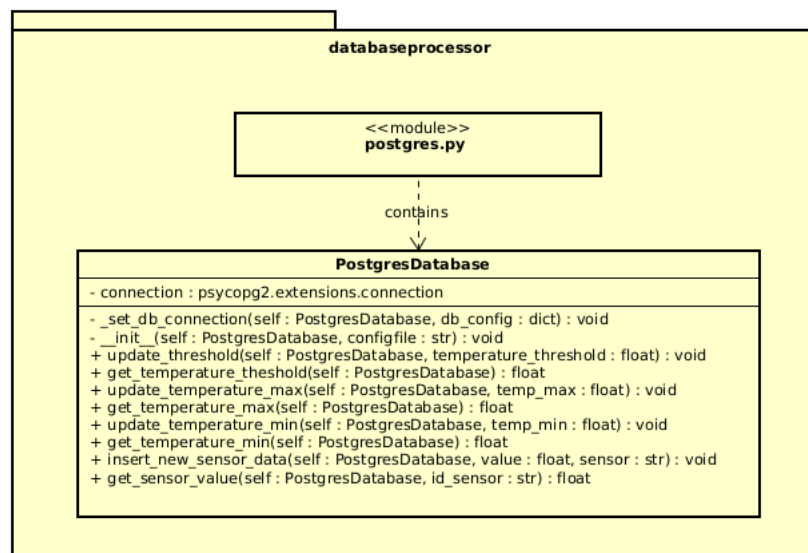 databaseprocessor
<<module>>
postgres.py
contains
PostgresDatabase
- connection : psycopg2.extensions.connection
- _set_db_connection(self : PostgresDatabase, db_config : dict) : void
- __init__(self : PostgresDatabase, configfile : str) : void
+ update_threshold(self : PostgresDatabase, temperature_threshold : float) : void
+ get_temperature_theshold(self : PostgresDatabase) : float
+ update_temperature_max(self : PostgresDatabase, temp_max : float) : void
+ get_temperature_max(self : PostgresDatabase) : float
+ update_temperature_min(self : PostgresDatabase, temp_min : float) : void
+ get_temperature_min(self : PostgresDatabase) : float
+ insert_new_sensor_data(self : PostgresDatabase, value : float, sensor : str) : void
+ get_sensor_value(self : PostgresDatabase, id_sensor : str) : float